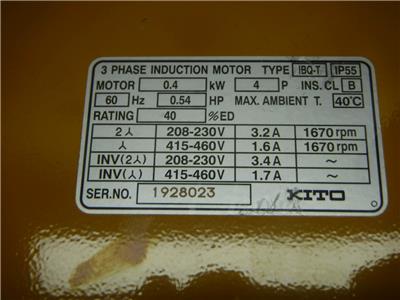 3 PHASE INDUCTION MOTOR TYPE IBQ-T IP55
MOTOR 0.4 kW 4 P INS. CL B
60 Hz 0.54 HP MAX. AMBIENT T. 40°C
RATING 40 %ED
2人 208-230V 3.2A 1670rpm
人 415-460V 1.6A 1670rpm
INV(2人) 208-230V 3.4A ~
INV(人) 415-460V 1.7A ~
SER.NO. 1928023 KITO